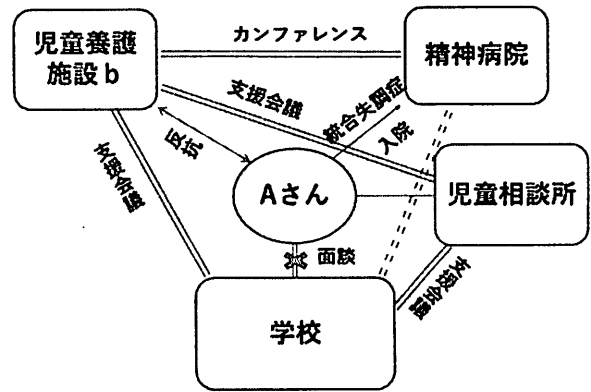 児童養護
施設b
カンファレンス
精神病院
支援会議
統合失調症
入院
反抗
支援会議
Aさん
児童相談所
面談
支援会議
学校